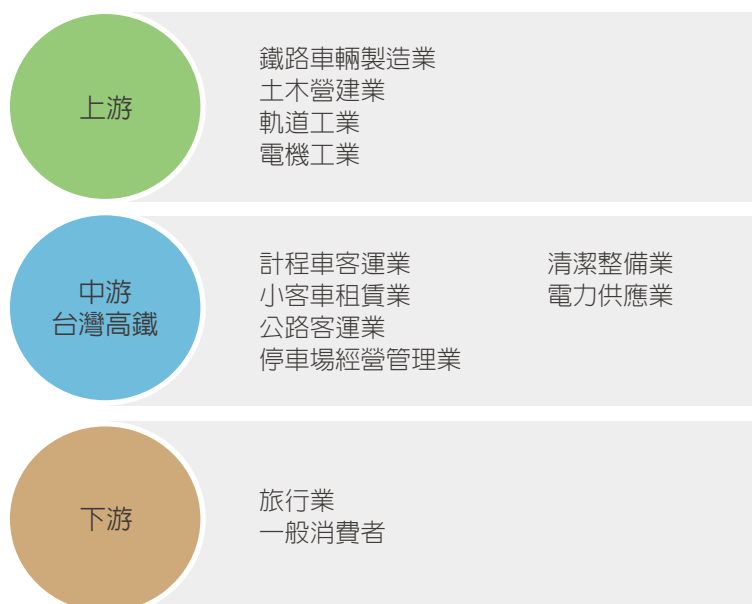 上游
鐵路車輛製造業
土木營建業
軌道工業
電機工業
中游
台灣高鐵
計程車客運業
小客車租賃業
公路客運業
停車場經營管理業
清潔整備業
電力供應業
下游
旅行業
一般消費者